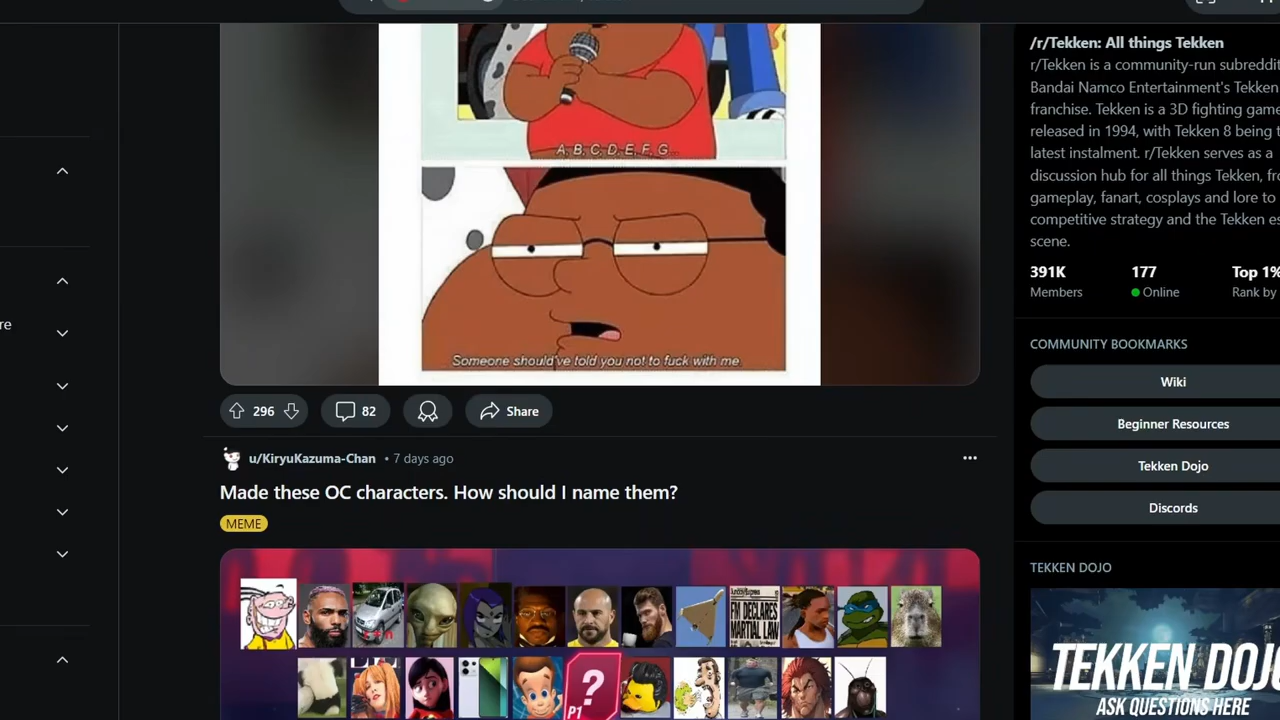 A, B, C, D, E, F, G...
Someone should've told you not to fuck with me.
296
82
Share
u/KiryuKazuma-Chan • 7 days ago
Made these OC characters. How should I name them?
MEME
FM DECLARES
MARTIAL LAW
?
P1
re
/r/Tekken: All things Tekken
r/Tekken is a community-run subreddit
Bandai Namco Entertainment's Tekken
franchise. Tekken is a 3D fighting game
released in 1994, with Tekken 8 being t
latest instalment. r/Tekken serves as a
discussion hub for all things Tekken, fro
gameplay, fanart, cosplays and lore to
competitive strategy and the Tekken es
scene.
391K 177 Top 1%
Members Online Rank by
COMMUNITY BOOKMARKS
Wiki
Beginner Resources
Tekken Dojo
Discords
TEKKEN DOJO
TEKKEN DOJO
ASK QUESTIONS HERE